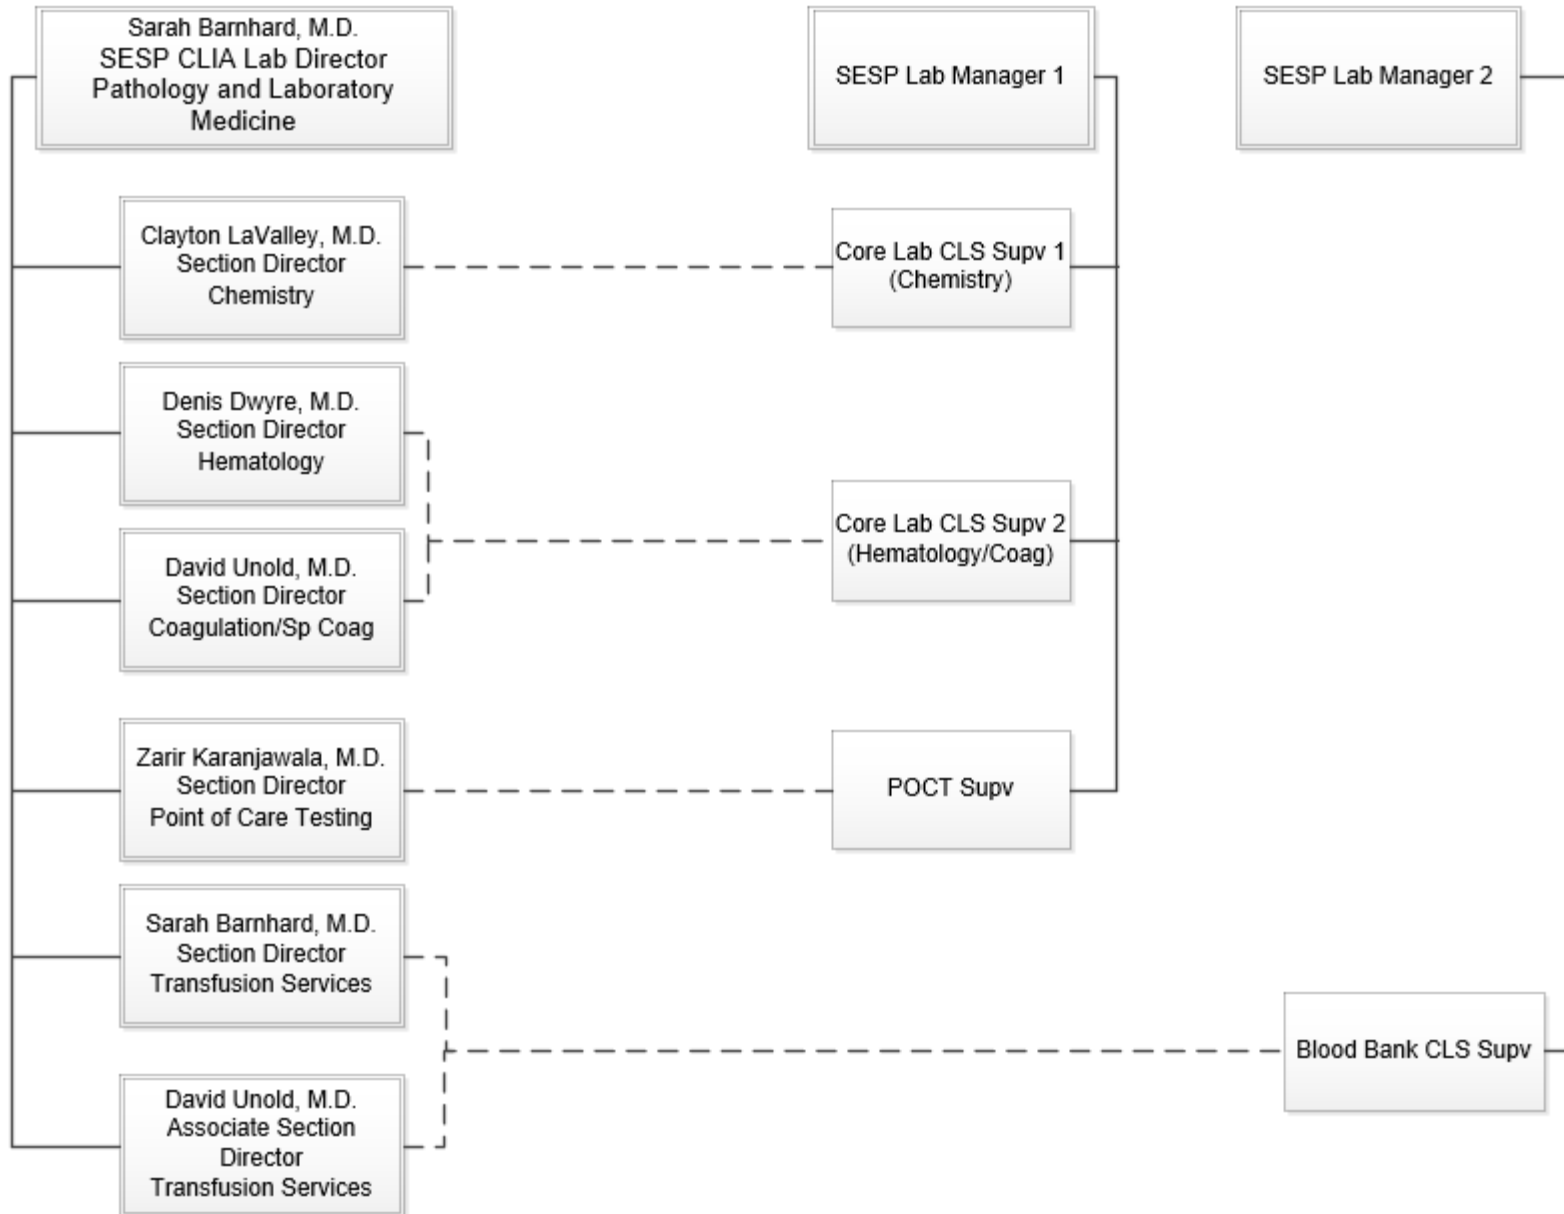 Sarah Barnhard, M.D.
SESP CLIA Lab Director
Pathology and Laboratory
Medicine
SESP Lab Manager 1
SESP Lab Manager 2
Clayton LaValley, M.D.
Section Director
Chemistry
Core Lab CLS Supv 1
(Chemistry)
Denis Dwyre, M.D.
Section Director
Hematology
Core Lab CLS Supv 2
(Hematology/Coag)
David Unold, M.D.
Section Director
Coagulation/Sp Coag
Zarir Karanjawala, M.D.
Section Director
Point of Care Testing
POCT Supv
Sarah Barnhard, M.D.
Section Director
Transfusion Services
Blood Bank CLS Supv
David Unold, M.D.
Associate Section
Director
Transfusion Services